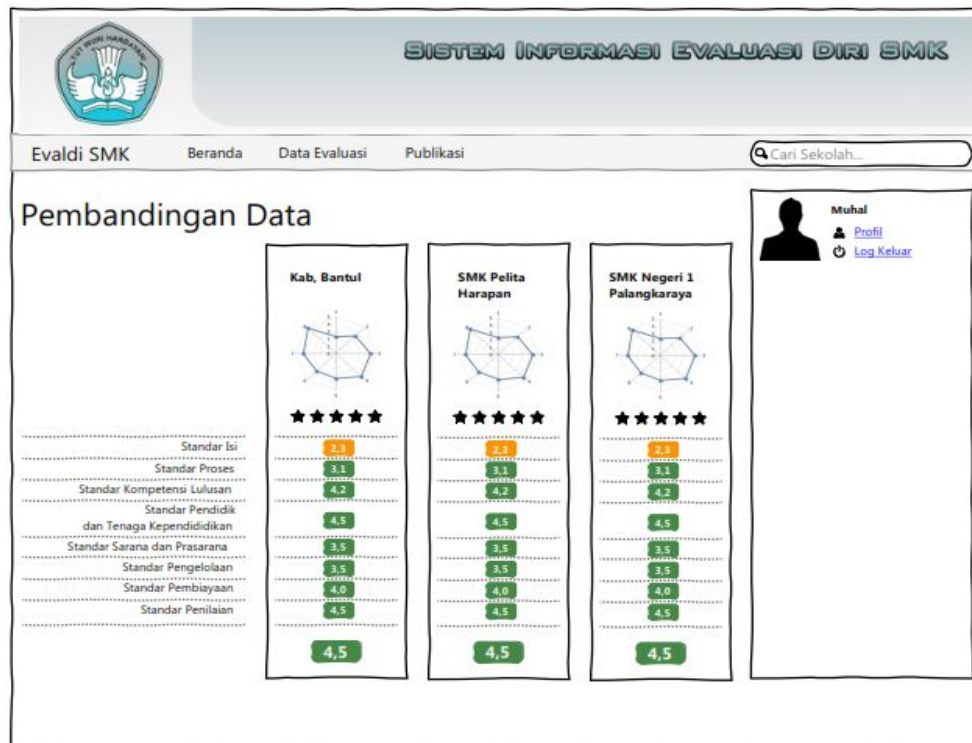 TUT WURI HANDAYANI
SISTEM INFORMASI EVALUASI DIRI SMK
Evaldi SMK Beranda Data Evaluasi Publikasi Cari Sekolah...
Pembandingan Data
Muhal
Profil
Log Keluar
Kab, Bantul SMK Pelita Harapan SMK Negeri 1 Palangkaraya
Standar Isi 2,3 2,3 2,3
Standar Proses 3,1 3,1 3,1
Standar Kompetensi Lulusan 4,2 4,2 4,2
Standar Pendidik
dan Tenaga Kependididikan 4,5 4,5 4,5
Standar Sarana dan Prasarana 3,5 3,5 3,5
Standar Pengelolaan 3,5 3,5 3,5
Standar Pembiayaan 4,0 4,0 4,0
Standar Penilaian 4,5 4,5 4,5
4,5 4,5 4,5